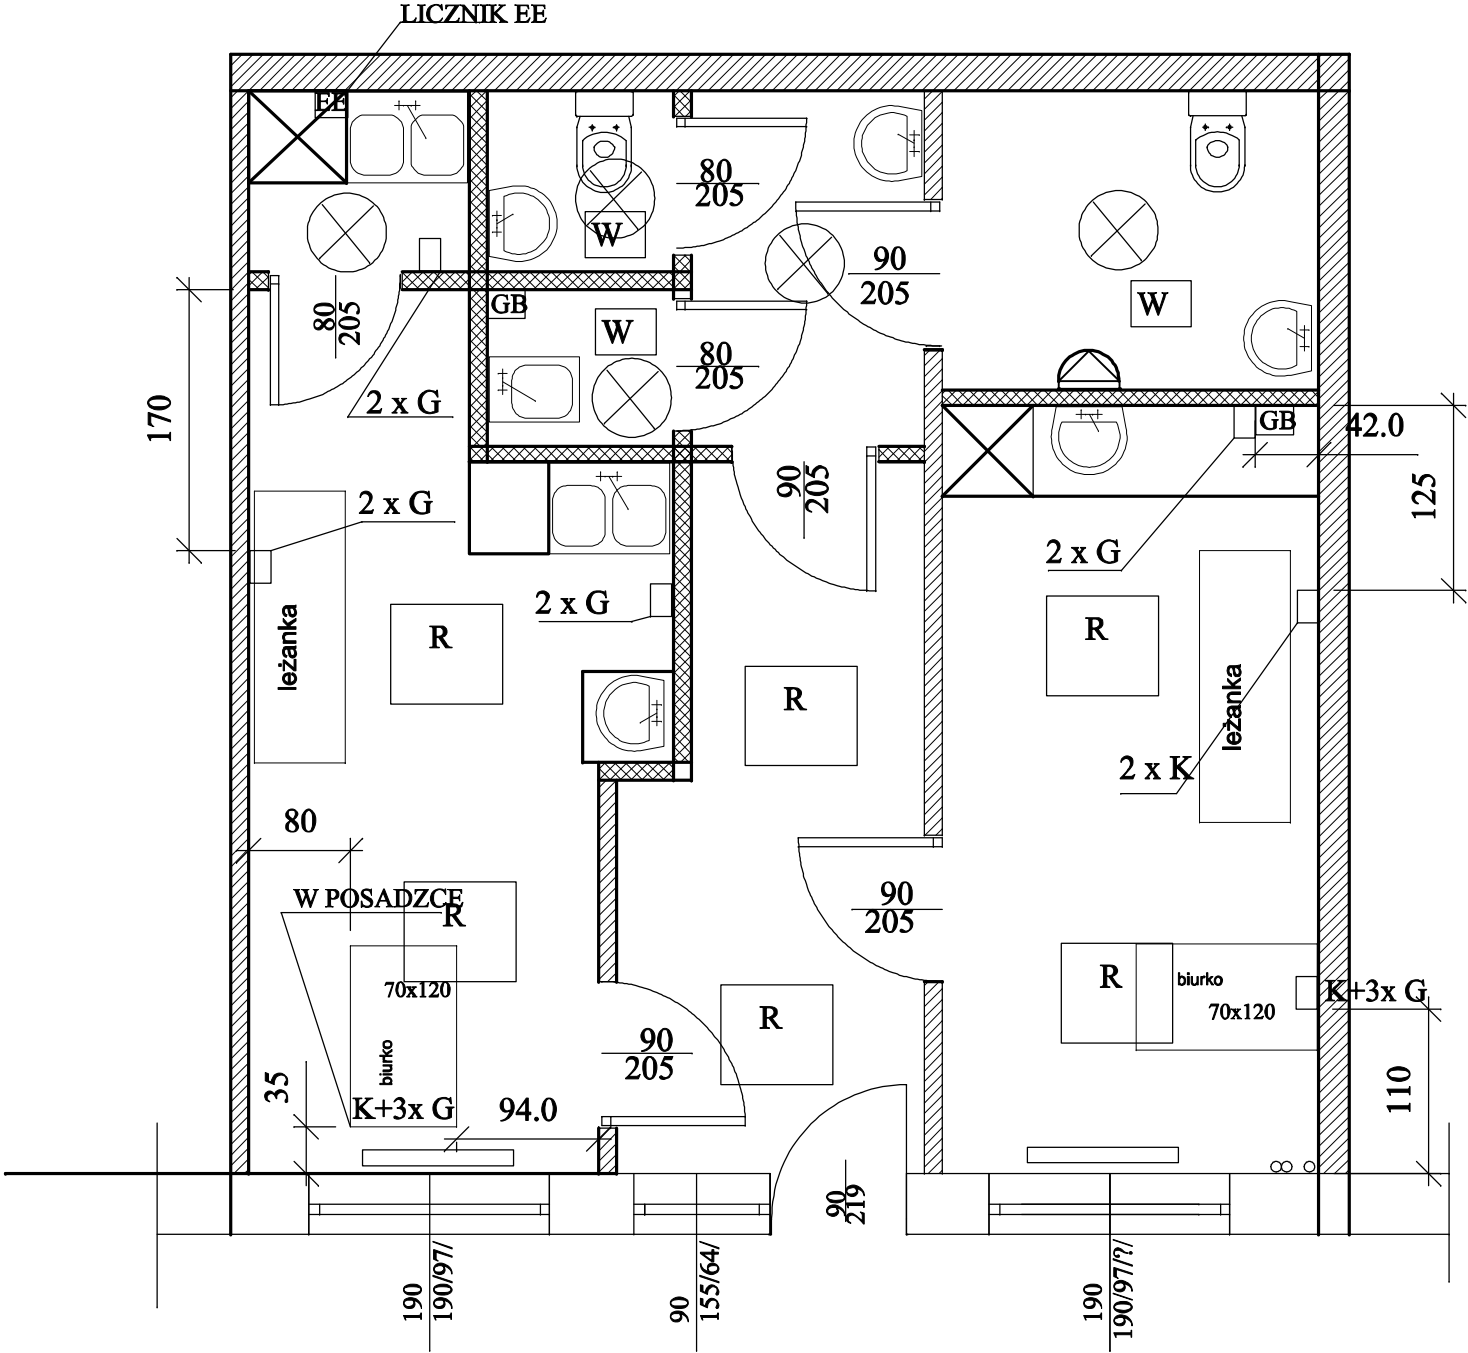 LICZNIK EE
EE
80
205
W
90
205
W
80
205
GB
W
80
205
170
2 x G
GB
42.0
125
90
205
2 x G
2 x G
2 x G
leżanka
R
R
R
leżanka
2 x K
80
W POSADZCE
R
90
205
70x120
biurko
R
biurko
70x120
K+3x G
R
90
205
35
K+3x G
94.0
110
90
219
190
190/97/
90
155/64/
190
190/97/?/